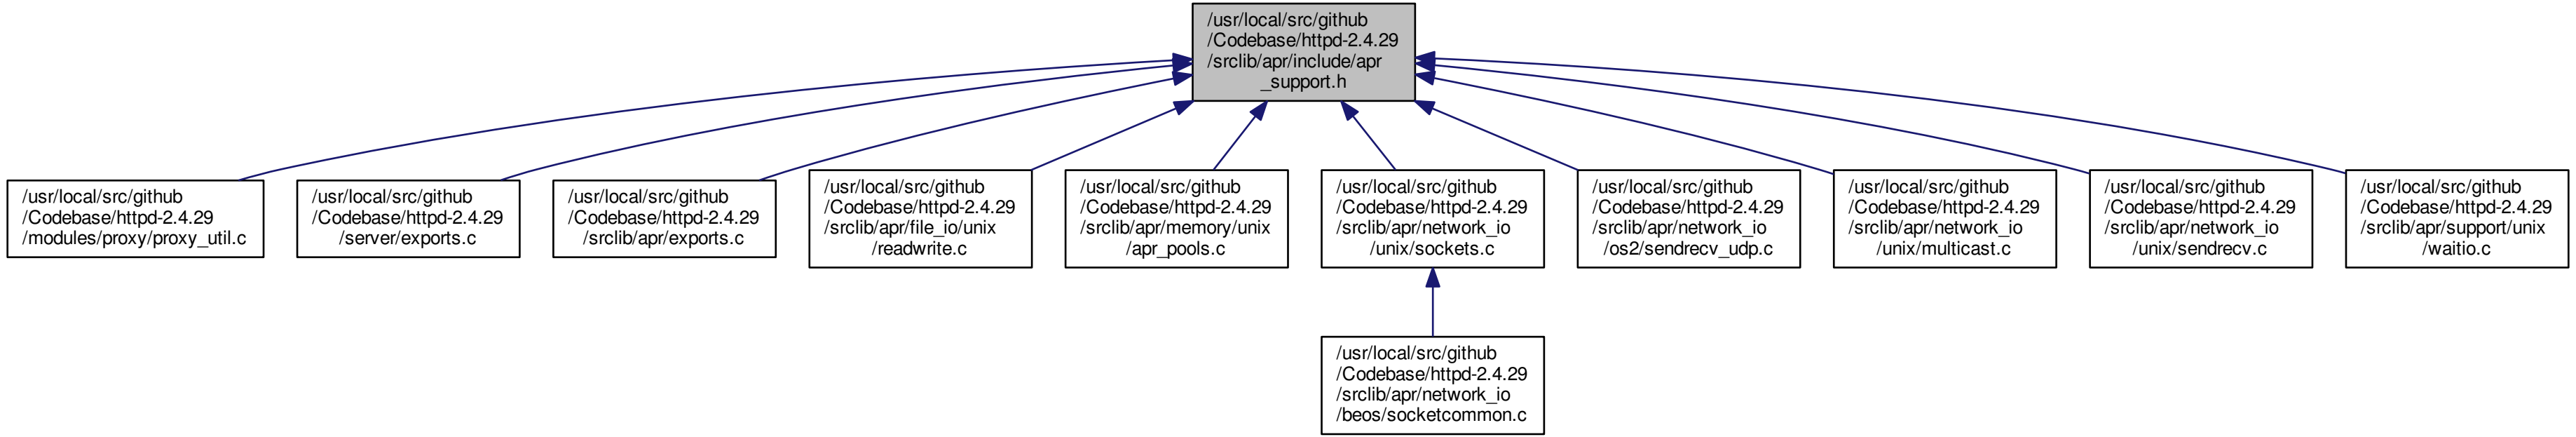 /usr/local/src/github
/Codebase/httpd-2.4.29
/srclib/apr/include/apr
_support.h
/usr/local/src/github
/Codebase/httpd-2.4.29
/modules/proxy/proxy_util.c
/usr/local/src/github
/Codebase/httpd-2.4.29
/server/exports.c
/usr/local/src/github
/Codebase/httpd-2.4.29
/srclib/apr/exports.c
/usr/local/src/github
/Codebase/httpd-2.4.29
/srclib/apr/file_io/unix
/readwrite.c
/usr/local/src/github
/Codebase/httpd-2.4.29
/srclib/apr/memory/unix
/apr_pools.c
/usr/local/src/github
/Codebase/httpd-2.4.29
/srclib/apr/network_io
/unix/sockets.c
/usr/local/src/github
/Codebase/httpd-2.4.29
/srclib/apr/network_io
/os2/sendrecv_udp.c
/usr/local/src/github
/Codebase/httpd-2.4.29
/srclib/apr/network_io
/unix/multicast.c
/usr/local/src/github
/Codebase/httpd-2.4.29
/srclib/apr/network_io
/unix/sendrecv.c
/usr/local/src/github
/Codebase/httpd-2.4.29
/srclib/apr/support/unix
/waitio.c
/usr/local/src/github
/Codebase/httpd-2.4.29
/srclib/apr/network_io
/beos/socketcommon.c